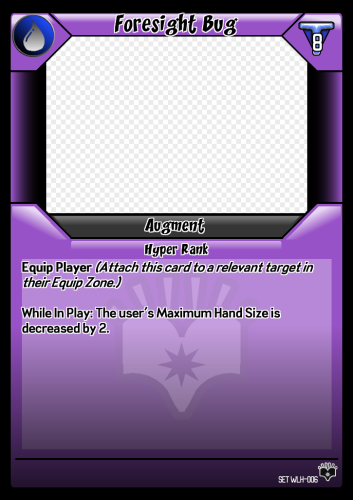 Foresight Bug
8
Augment
Hyper Rank
Equip Player (Attach this card to a relevant target in
their Equip Zone.)
While In Play: The user's Maximum Hand Size is
decreased by 2.
SET WLH-006